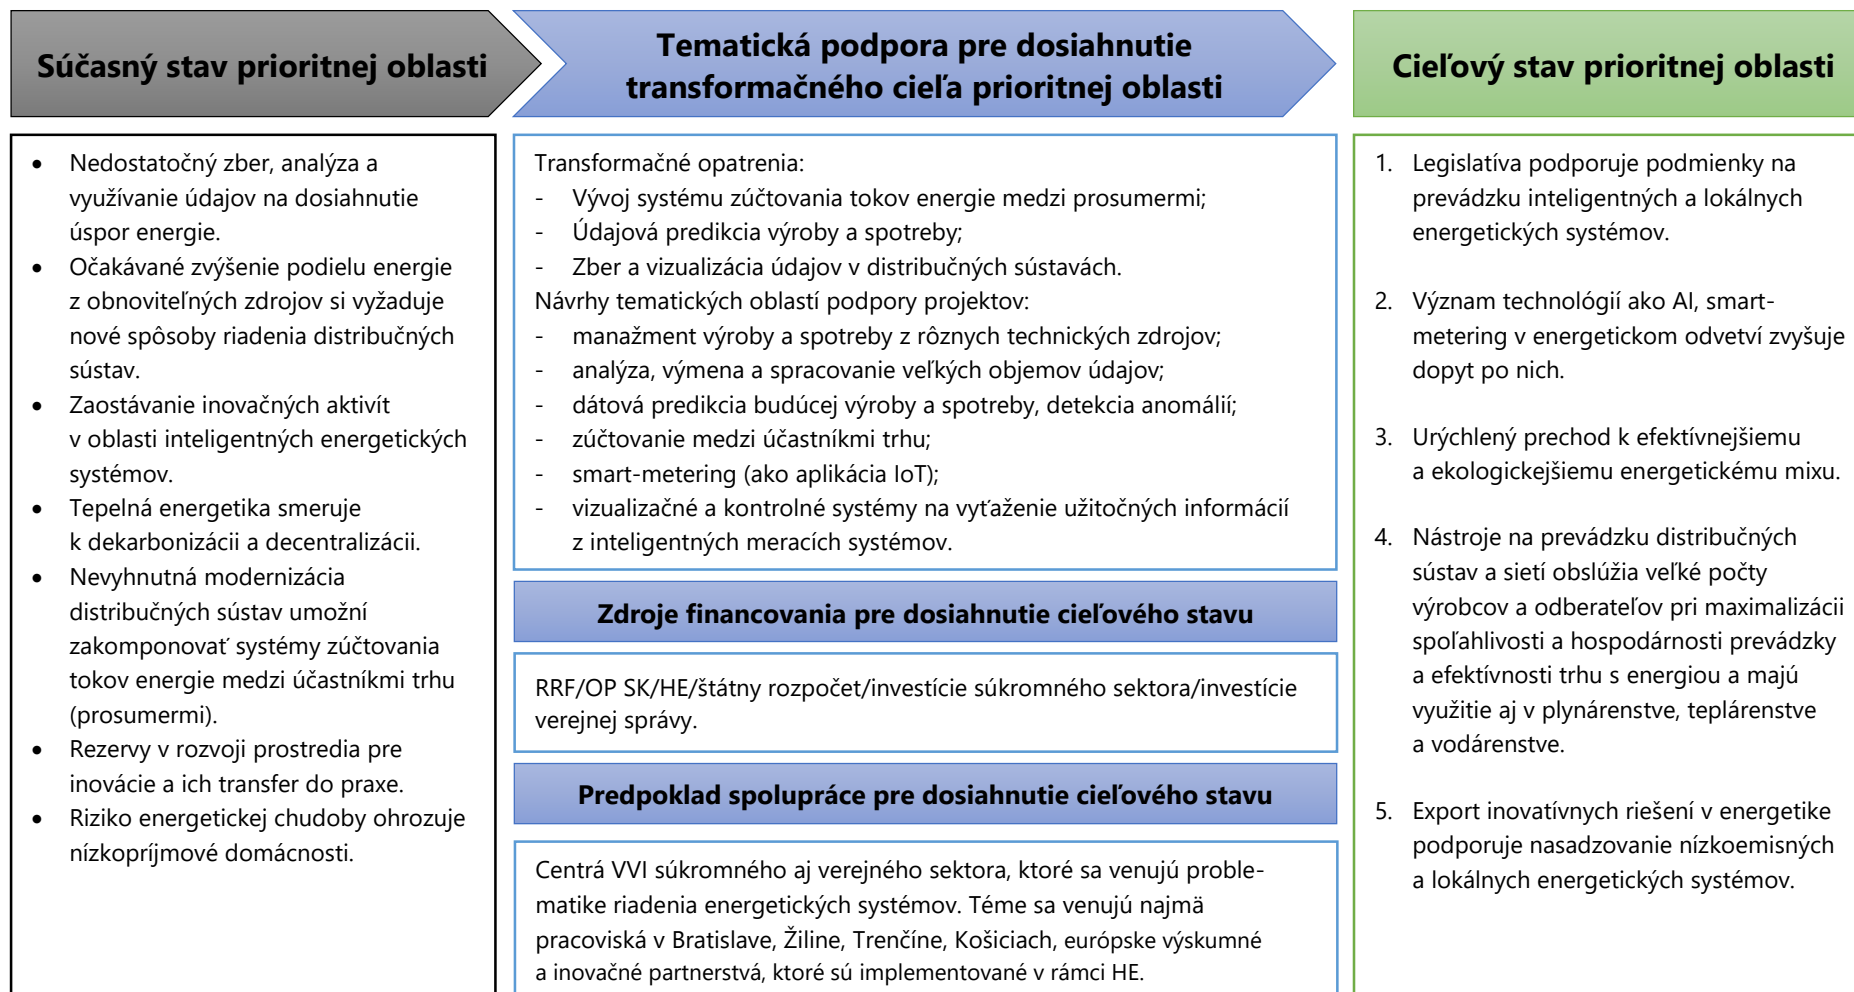 Súčasný stav prioritnej oblasti
Nedostatočný zber, analýza a
využívanie údajov na dosiahnutie
úspor energie.
Očakávané zvýšenie podielu energie
z obnoviteľných zdrojov si vyžaduje
nové spôsoby riadenia distribučných
sústav.
Zaostávanie inovačných aktivít
v oblasti inteligentných energetických
systémov.
Tepelná energetika smeruje
k dekarbonizácii a decentralizácii.
Nevyhnutná modernizácia
distribučných sústav umožní
zakomponovať systémy zúčtovania
tokov energie medzi účastníkmi trhu
(prosumermi).
Rezervy v rozvoji prostredia pre
inovácie a ich transfer do praxe.
Riziko energetickej chudoby ohrozuje
nízkopríjmové domácnosti.
Tematická podpora pre dosiahnutie
transformačného cieľa prioritnej oblasti
Transformačné opatrenia:
- Vývoj systému zúčtovania tokov energie medzi prosumermi;
- Údajová predikcia výroby a spotreby;
- Zber a vizualizácia údajov v distribučných sústavách.
Návrhy tematických oblastí podpory projektov:
- manažment výroby a spotreby z rôznych technických zdrojov;
- analýza, výmena a spracovanie veľkých objemov údajov;
- dátová predikcia budúcej výroby a spotreby, detekcia anomálií;
- zúčtovanie medzi účastníkmi trhu;
- smart-metering (ako aplikácia IoT);
- vizualizačné a kontrolné systémy na vyťaženie užitočných informácií
z inteligentných meracích systémov.
Zdroje financovania pre dosiahnutie cieľového stavu
RRF/OP SK/HE/štátny rozpočet/investície súkromného sektora/investície
verejnej správy.
Predpoklad spolupráce pre dosiahnutie cieľového stavu
Centrá VVI súkromného aj verejného sektora, ktoré sa venujú proble-
matike riadenia energetických systémov. Téme sa venujú najmä
pracoviská v Bratislave, Žiline, Trenčíne, Košiciach, európske výskumné
a inovačné partnerstvá, ktoré sú implementované v rámci HE.
Cieľový stav prioritnej oblasti
1. Legislatíva podporuje podmienky na
prevádzku inteligentných a lokálnych
energetických systémov.
2. Význam technológií ako AI, smart-
metering v energetickom odvetví zvyšuje
dopyt po nich.
3. Urýchlený prechod k efektívnejšiemu
a ekologickejšiemu energetickému mixu.
4. Nástroje na prevádzku distribučných
sústav a sietí obslúžia veľké počty
výrobcov a odberateľov pri maximalizácii
spoľahlivosti a hospodárnosti prevádzky
a efektívnosti trhu s energiou a majú
využitie aj v plynárenstve, teplárenstve
a vodárenstve.
5. Export inovatívnych riešení v energetike
podporuje nasadzovanie nízkoemisných
a lokálnych energetických systémov.